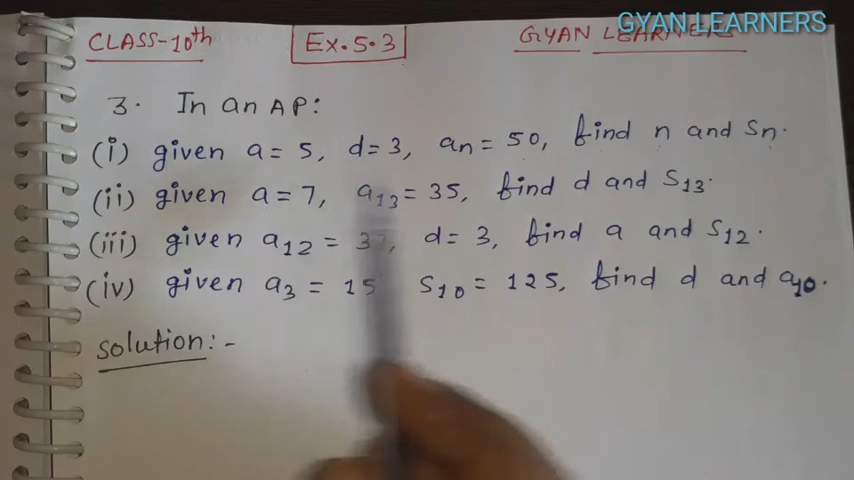 GYAN LEARNERS
CLASS-10th Ex.5.3 GYAN LEARNERS
3. In an AP:
(i) given a = 5, d = 3, an = 50, find n and Sn.
(ii) given a = 7, a13 = 35, find d and S13.
(iii) given a12 = 37, d = 3, find a and S12.
(iv) given a3 = 15 S10 = 125, find d and a10.
Solution:-